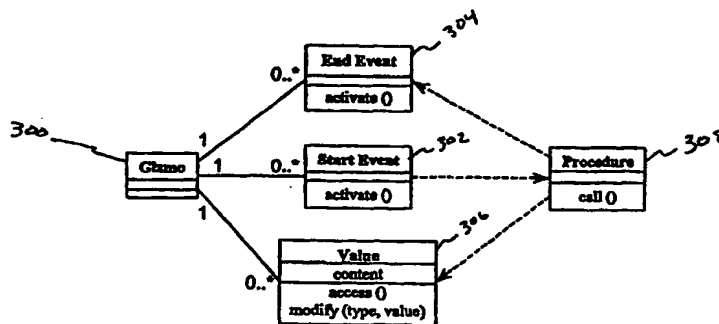 304
End Event
0..*
activate ()
300
1
Gizmo
1
0..*
Start Event
302
activate ()
Procedure
308
call ()
1
306
Value
0..*
content
access ()
modify (type, value)